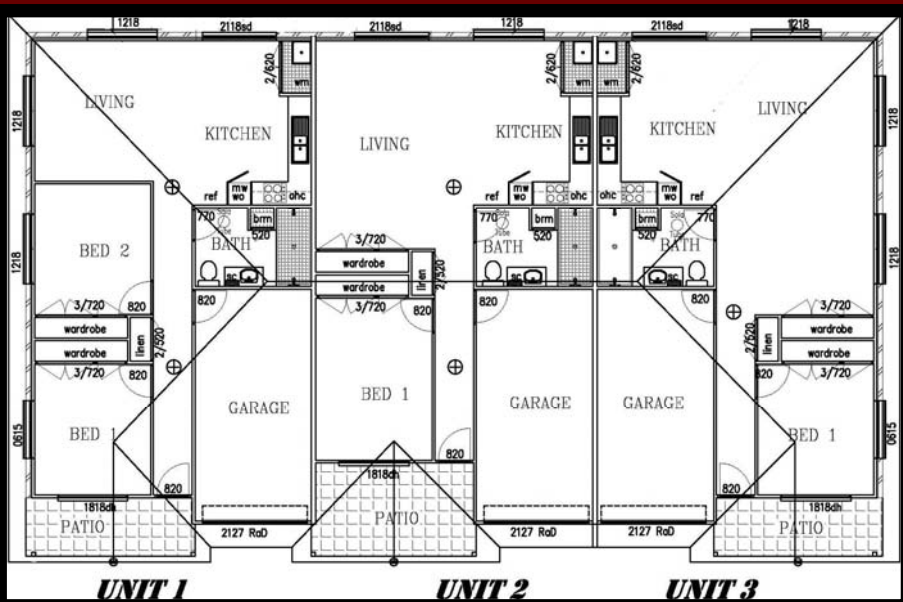 1218
2118sd
2118sd
1218
2118sd
1218
2/620
wm
2/620
wm
2/620
wm
1218
LIVING
KITCHEN
LIVING
KITCHEN
KITCHEN
LIVING
1218
ref
mw
wo
ohc
ref
mw
wo
ohc
ohc
mw
wo
ref
770
brm
520
BATH
770
brm
520
BATH
brm
520
770
BATH
1218
BED 2
1218
3/720
wardrobe
wardrobe
3/720
linen
2/520
820
3/720
wardrobe
wardrobe
3/720
linen
2/520
820
820
820
820
3/720
wardrobe
wardrobe
3/720
linen
2/520
820
820
0615
BED 1
GARAGE
BED 1
GARAGE
GARAGE
BED 1
0615
820
820
820
1818dh
1818dh
1818dh
PATIO
2127 RaD
PATIO
2127 RaD
2127 RaD
PATIO
UNIT 1
UNIT 2
UNIT 3